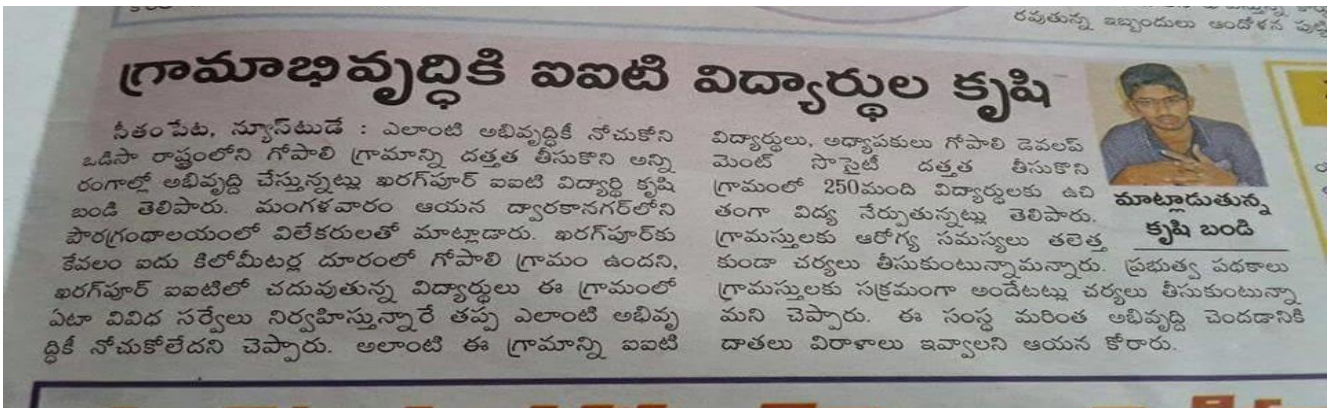 రవుతున్న ఇబ్బందులు ఆందోళన
గ్రామాభివృద్ధికి ఐఐటి విద్యార్థుల కృషి
సీతంపేట, న్యూస్‌టుడే : ఎలాంటి అభివృద్ధికీ నోచుకోని
ఒడిసా రాష్ట్రంలోని గోపాలి గ్రామాన్ని దత్తత తీసుకొని అన్ని
రంగాల్లో అభివృద్ది చేస్తున్నట్లు ఖరగ్‌పూర్ ఐఐటి విద్యార్థి కృషి
బండి తెలిపారు. మంగళవారం ఆయన ద్వారకానగర్‌లోని
పౌరగ్రంథాలయంలో విలేకరులతో మాట్లాడారు. ఖరగ్‌పూర్‌కు
కేవలం ఐదు కిలోమీటర్ల దూరంలో గోపాలి గ్రామం ఉందని,
ఖరగ్‌పూర్ ఐఐటిలో చదువుతున్న విద్యార్థులు ఈ గ్రామంలో
ఏటా వివిధ సర్వేలు నిర్వహిస్తున్నారే తప్ప ఎలాంటి అభివృ
ద్ధికీ నోచుకోలేదని చెప్పారు. అలాంటి ఈ గ్రామాన్ని ఐఐటి
విద్యార్థులు, అధ్యాపకులు గోపాలి డెవలప్
మెంట్ సొసైటీ దత్తత తీసుకొని
గ్రామంలో 250మంది విద్యార్థులకు ఉచి
తంగా విద్య నేర్పుతున్నట్లు తెలిపారు.
గ్రామస్తులకు ఆరోగ్య సమస్యలు తలెత్త
కుండా చర్యలు తీసుకుంటున్నామన్నారు. ప్రభుత్వ పథకాలు
గ్రామస్తులకు సక్రమంగా అందేటట్లు చర్యలు తీసుకుంటున్నా
మని చెప్పారు. ఈ సంస్థ మరింత అభివృద్ది చెందడానికి
దాతలు విరాళాలు ఇవ్వాలని ఆయన కోరారు.
మాట్లాడుతున్న
కృషి బండి